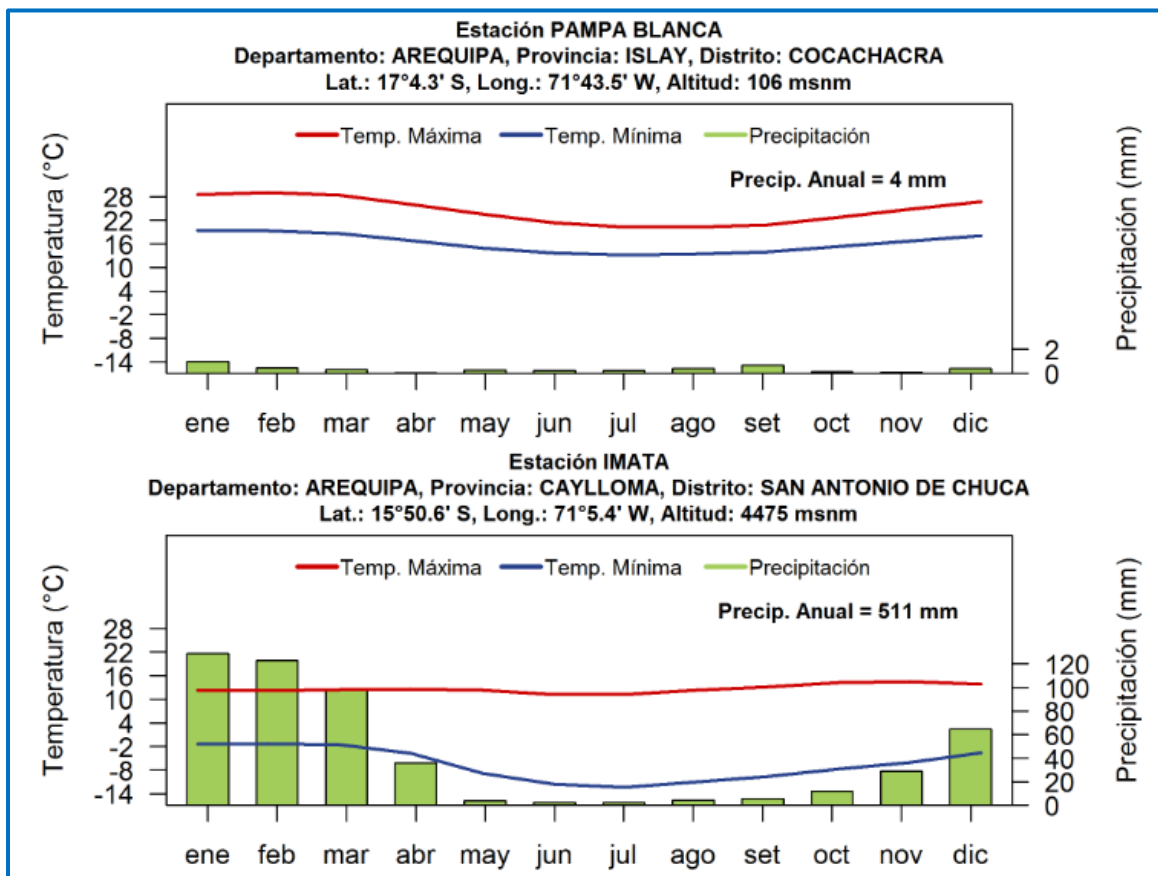 Estación PAMPA BLANCA
Departamento: AREQUIPA, Provincia: ISLAY, Distrito: COCACHACRA
Lat.: 17°4.3' S, Long.: 71°43.5' W, Altitud: 106 msnm
Temp. Máxima Temp. Mínima Precipitación
Precip. Anual = 4 mm
Temperatura (°C)
28
22
16
10
4
-2
-8
-14
Precipitación (mm)
2
0
ene feb mar abr may jun jul ago set oct nov dic
Estación IMATA
Departamento: AREQUIPA, Provincia: CAYLLOMA, Distrito: SAN ANTONIO DE CHUCA
Lat.: 15°50.6' S, Long.: 71°5.4' W, Altitud: 4475 msnm
Temp. Máxima Temp. Mínima Precipitación
Precip. Anual = 511 mm
Temperatura (°C)
28
22
16
10
4
-2
-8
-14
Precipitación (mm)
120
100
80
60
40
20
0
ene feb mar abr may jun jul ago set oct nov dic